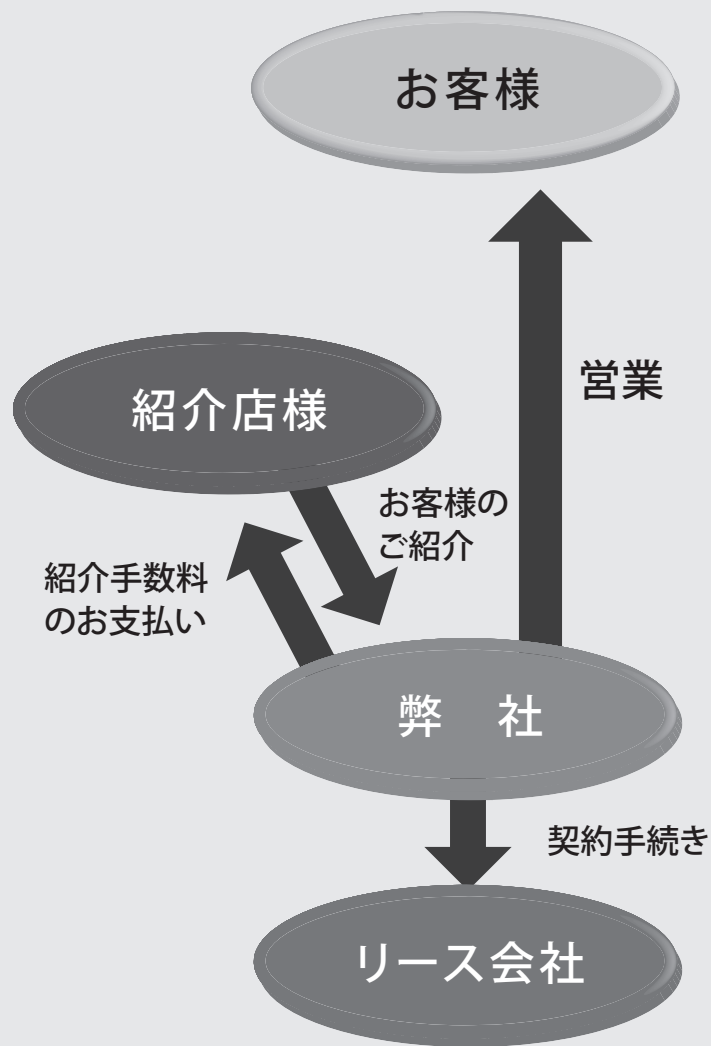 お客様
営業
紹介店様
お客様の
ご紹介
紹介手数料
のお支払い
弊　社
契約手続き
リース会社